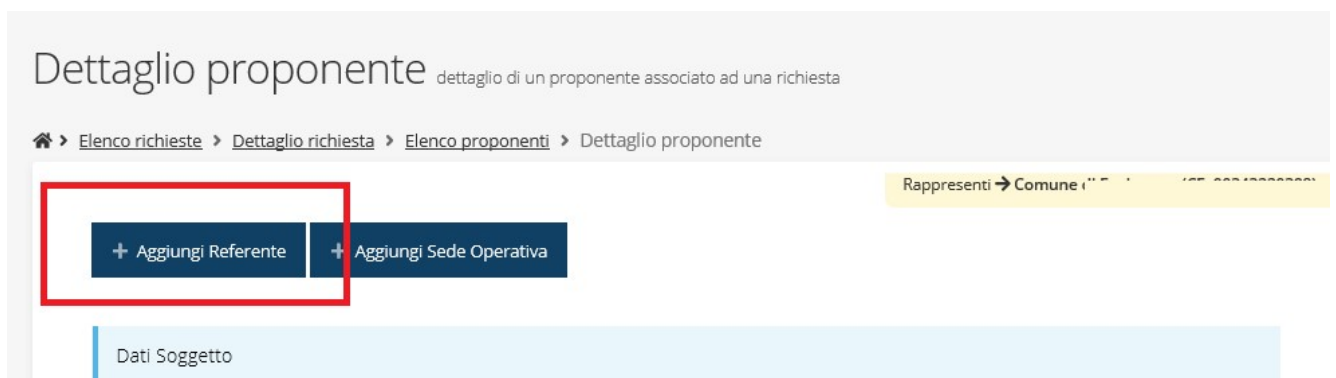 Dettaglio proponente dettaglio di un proponente associato ad una richiesta
> Elenco richieste > Dettaglio richiesta > Elenco proponenti > Dettaglio proponente
Rappresenti → Comune
+ Aggiungi Referente + Aggiungi Sede Operativa
Dati Soggetto